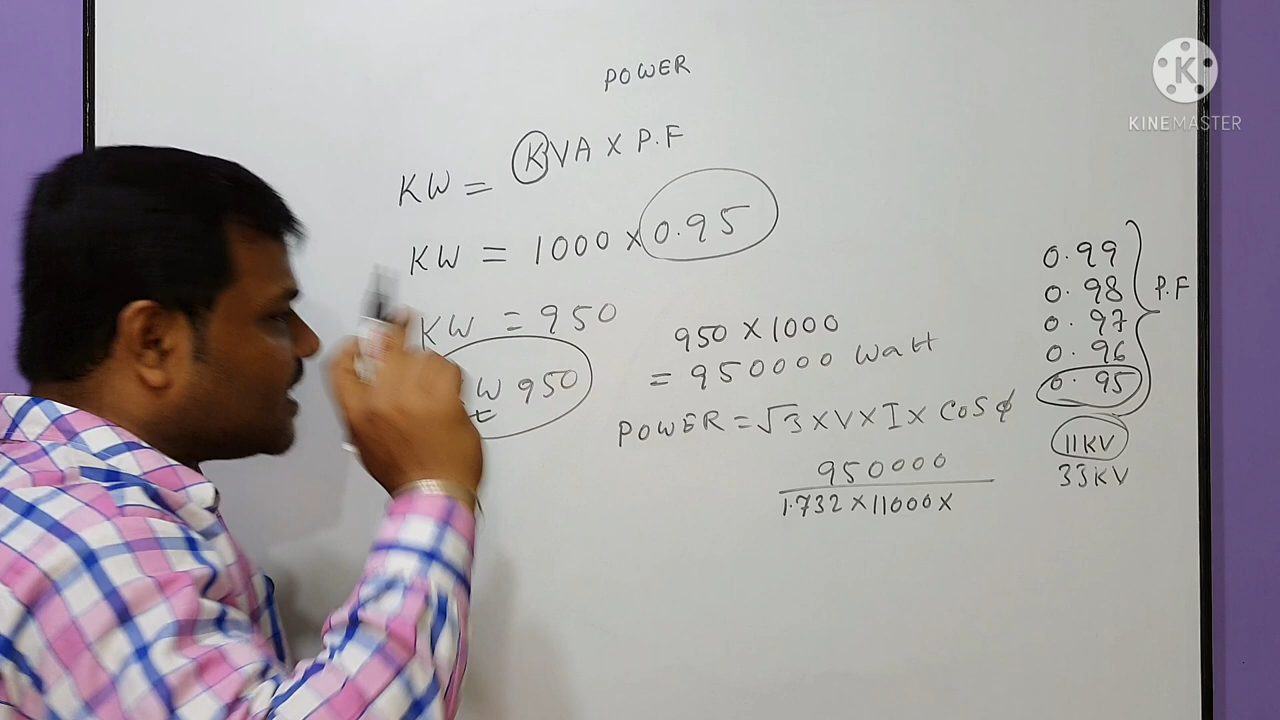 POWER
KW = KVA X P.F
KW = 1000 X 0.95
KW = 950
W 950
950 X 1000
= 950000 Watt
POWER = √3 X V X I X COS φ
950000
1.732 X 11000 X
0.99
0.98
0.97
0.96
0.95
P.F
11KV
33KV
K
KINEMASTER